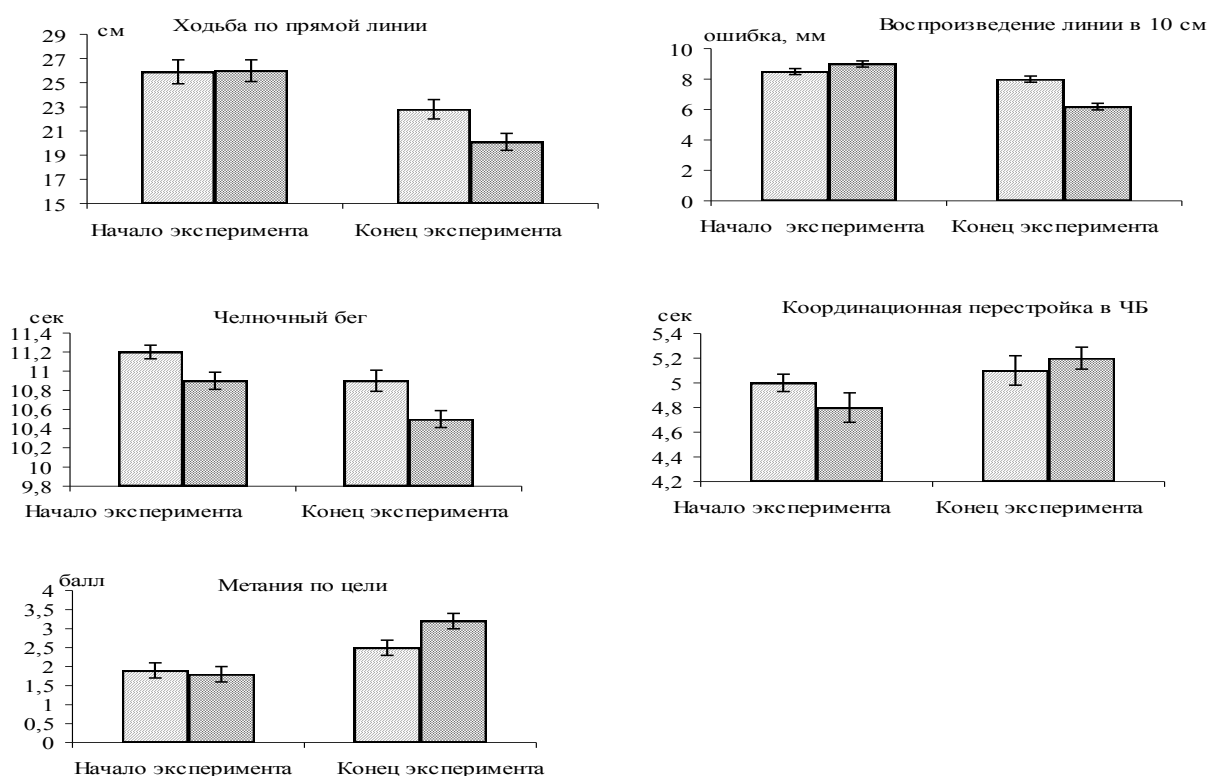 Ходьба по прямой линии
см
29
27
25
23
21
19
17
15
Начало эксперимента
Конец эксперимента
Воспроизведение линии в 10 см
ошибка, мм
10
8
6
4
2
0
Начало эксперимента
Конец эксперимента
Челночный бег
сек
11,4
11,2
11
10,8
10,6
10,4
10,2
10
9,8
Начало эксперимента
Конец эксперимента
Координационная перестройка в ЧБ
сек
5,4
5,2
5
4,8
4,6
4,4
4,2
Начало эксперимента
Конец эксперимента
Метания по цели
балл
4
3,5
3
2,5
2
1,5
1
0,5
0
Начало эксперимента
Конец эксперимента